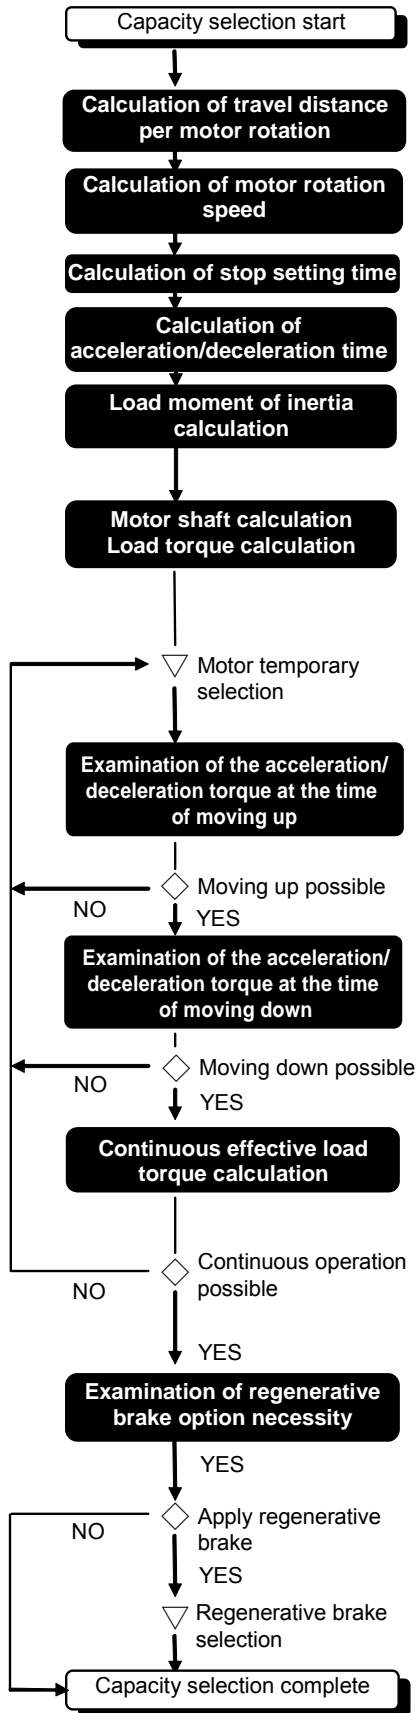 Capacity selection start
Calculation of travel distance
per motor rotation
Calculation of motor rotation
speed
Calculation of stop setting time
Calculation of
acceleration/deceleration time
Load moment of inertia
calculation
Motor shaft calculation
Load torque calculation
Motor temporary
selection
Examination of the acceleration/
deceleration torque at the time
of moving up
Moving up possible
NO
YES
Examination of the acceleration/
deceleration torque at the time
of moving down
Moving down possible
NO
YES
Continuous effective load
torque calculation
Continuous operation
possible
NO
YES
Examination of regenerative
brake option necessity
YES
Apply regenerative
brake
NO
YES
Regenerative brake
selection
Capacity selection complete